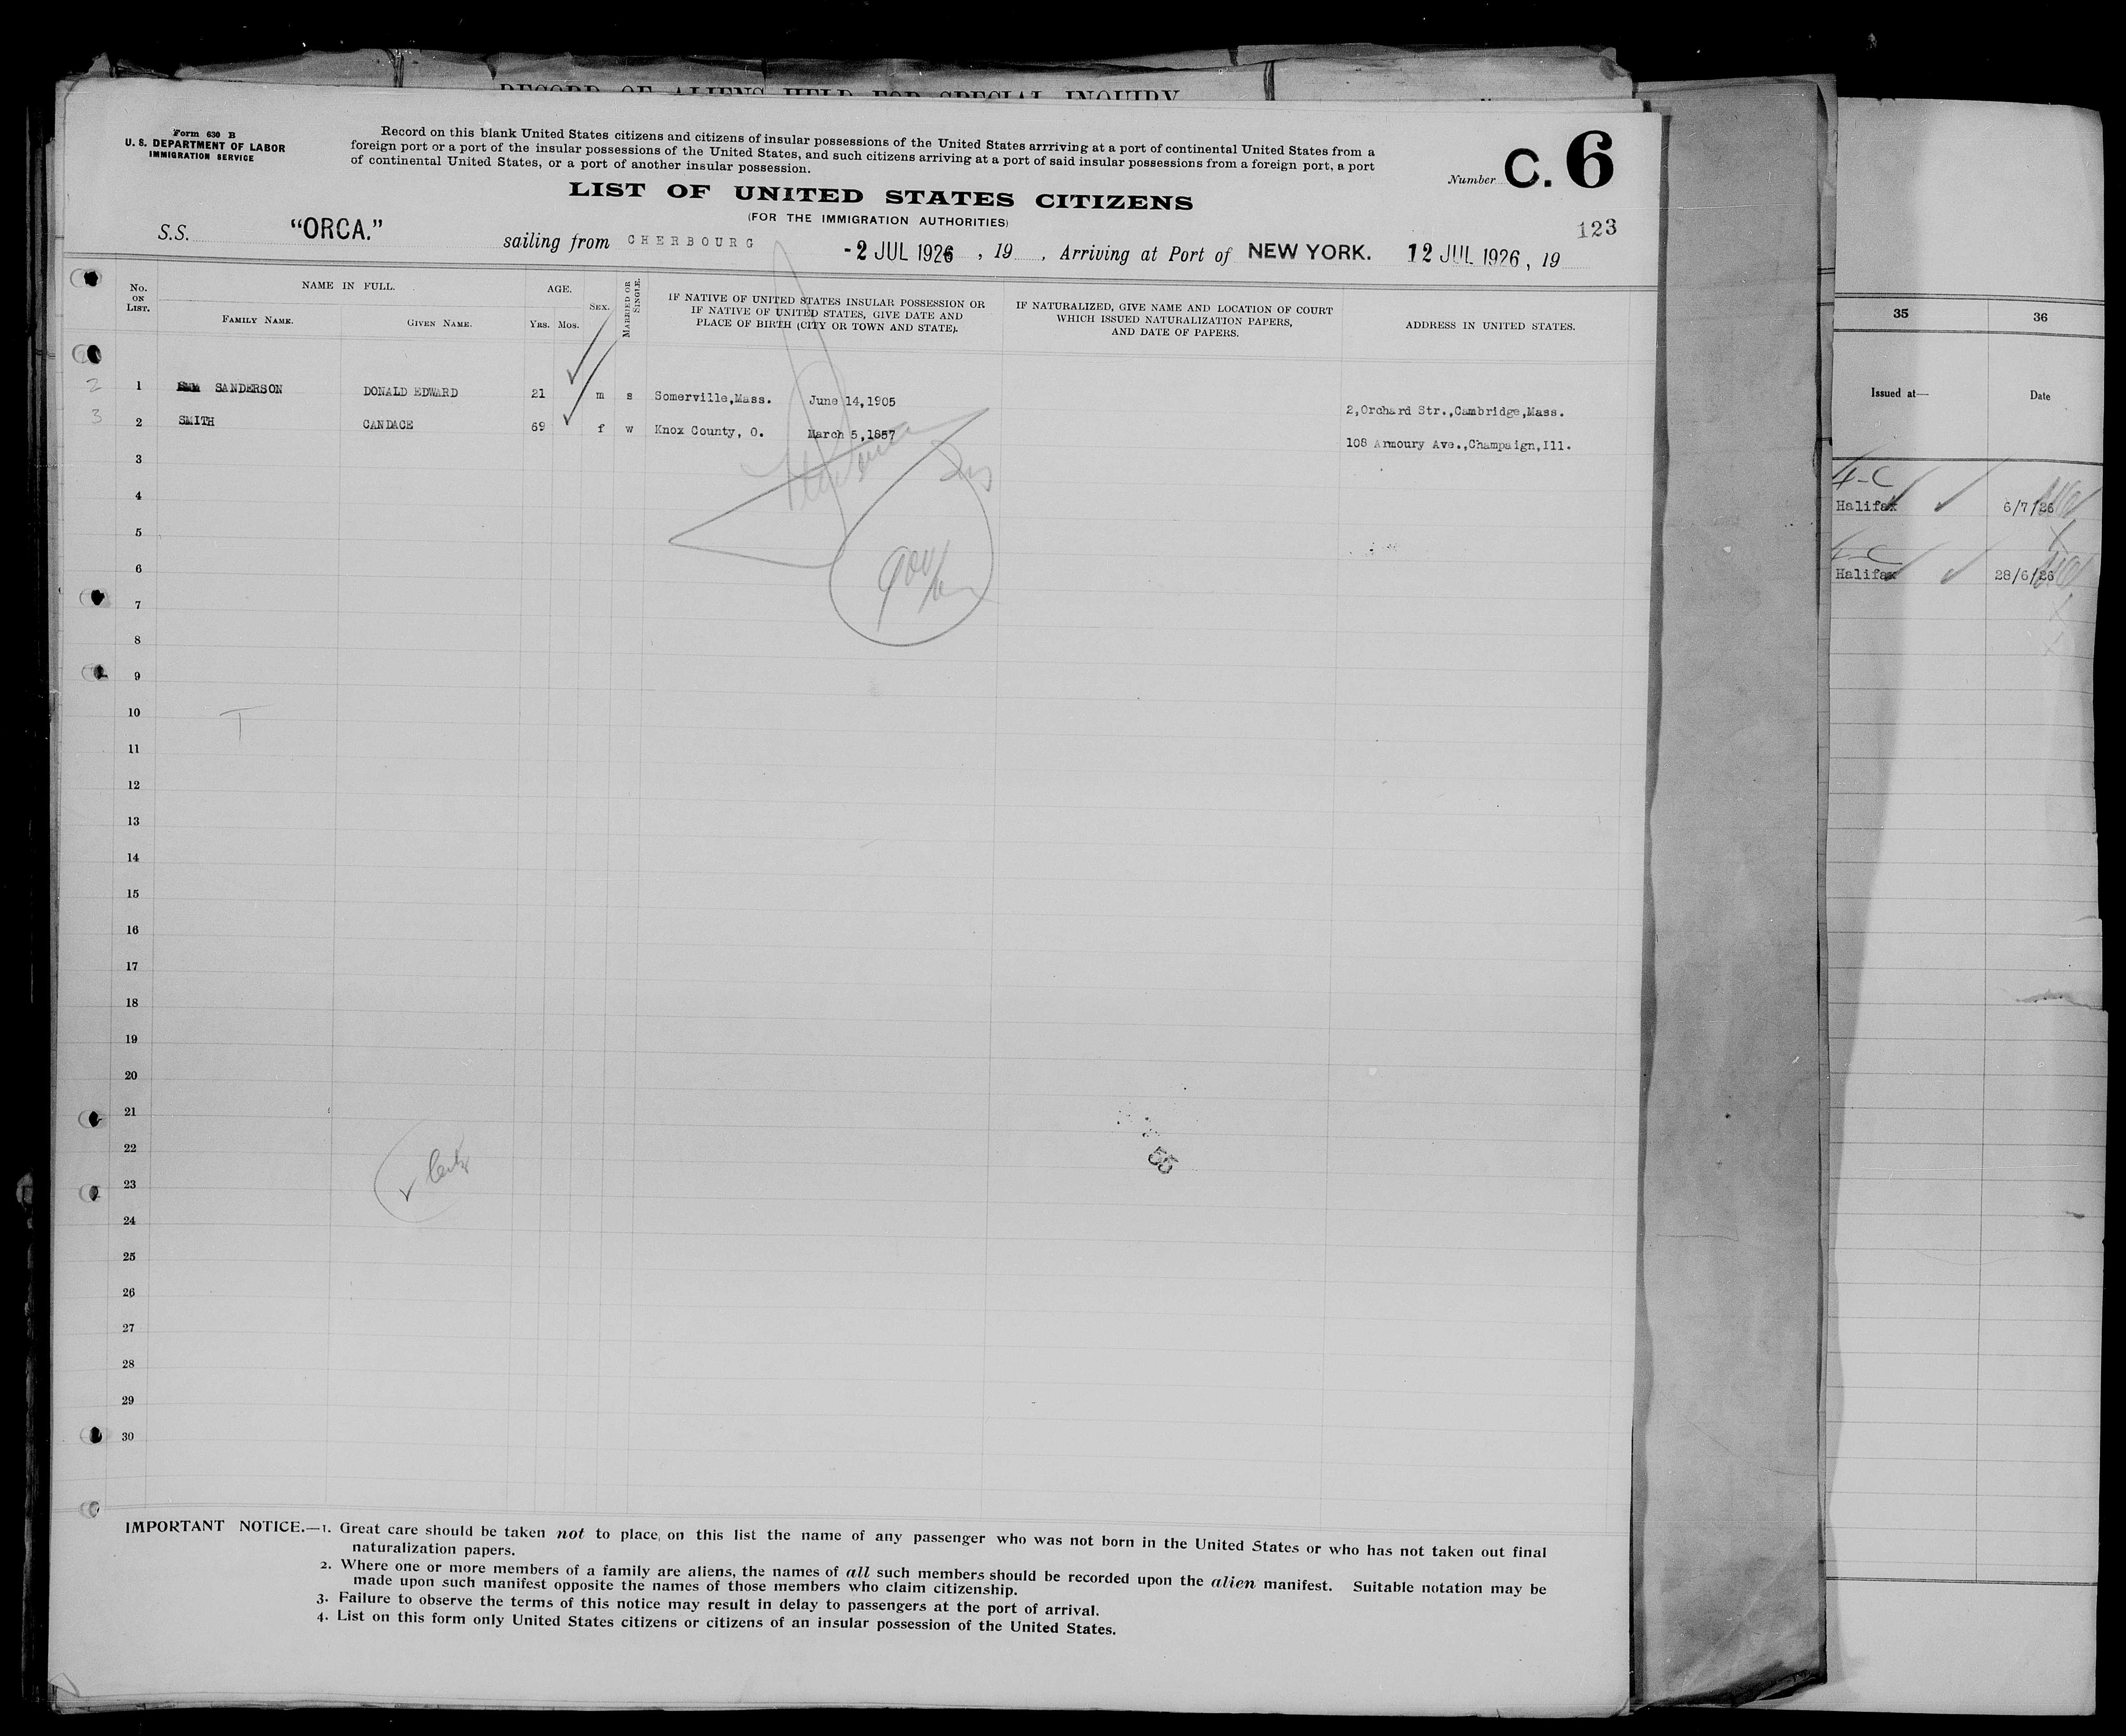 RECORD OF ALIENS HELD FOR SPECIAL INQUIRY
Form 630 B
U. S. DEPARTMENT OF LABOR
IMMIGRATION SERVICE
Record on this blank United States citizens and citizens of insular possessions of the United States arrriving at a port of continental United States from a
foreign port or a port of the insular possessions of the United States, and such citizens arriving at a port of said insular possessions from a foreign port, a port
of continental United States, or a port of another insular possession.
Number C. 6
LIST OF UNITED STATES CITIZENS
(FOR THE IMMIGRATION AUTHORITIES)
123
S.S. "ORCA." sailing from CHERBOURG -2 JUL 1926, 19 , Arriving at Port of NEW YORK. 12 JUL 1926, 19
No. ON LIST.
NAME IN FULL.
FAMILY NAME.
GIVEN NAME.
AGE.
YRS. MOS.
SEX.
MARRIED OR SINGLE.
IF NATIVE OF UNITED STATES INSULAR POSSESSION OR
IF NATIVE OF UNITED STATES, GIVE DATE AND
PLACE OF BIRTH (CITY OR TOWN AND STATE).
IF NATURALIZED, GIVE NAME AND LOCATION OF COURT
WHICH ISSUED NATURALIZATION PAPERS,
AND DATE OF PAPERS.
ADDRESS IN UNITED STATES.
2 1 SANDERSON DONALD EDWARD 21 m s Somerville,Mass. June 14,1905 2,Orchard Str.,Cambridge,Mass.
3 2 SMITH CANDACE 69 f w Knox County, O. March 5,1857 108 Armoury Ave.,Champaign,Ill.
3
4
5
6
7
8
9
10 T
11
12
13
14
15
16
17
18
19
20
21
22
55
23
24
25
26
27
28
29
30
IMPORTANT NOTICE.—1. Great care should be taken not to place on this list the name of any passenger who was not born in the United States or who has not taken out final
naturalization papers.
2. Where one or more members of a family are aliens, the names of all such members should be recorded upon the alien manifest. Suitable notation may be
made upon such manifest opposite the names of those members who claim citizenship.
3. Failure to observe the terms of this notice may result in delay to passengers at the port of arrival.
4. List on this form only United States citizens or citizens of an insular possession of the United States.
35 36
Issued at— Date
4-C
Halifax 6/7/26
4-C
Halifax 28/6/26